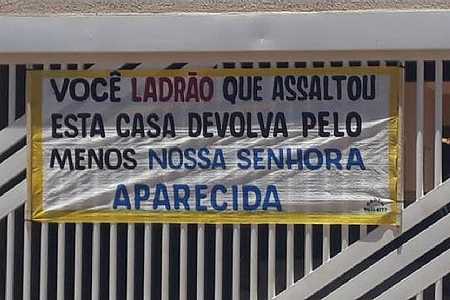 VOCÊ LADRÃO QUE ASSALTOU
ESTA CASA DEVOLVA PELO
MENOS NOSSA SENHORA
APARECIDA